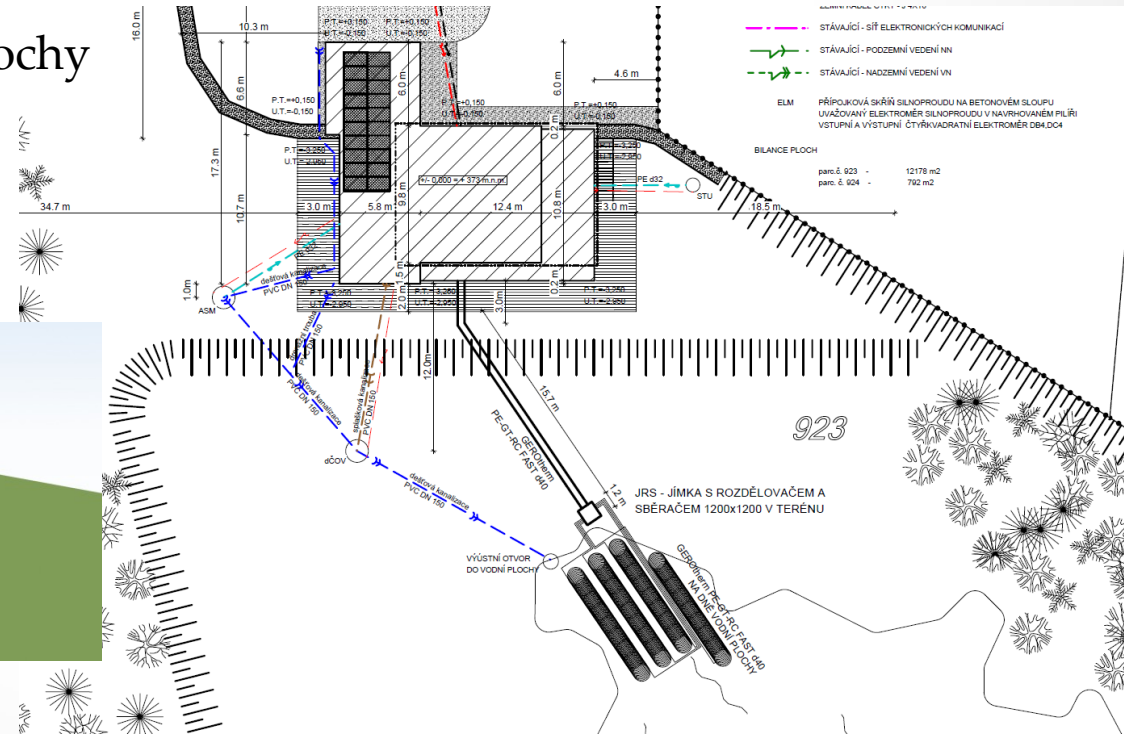 ochy
ZEMNÍ KABEL CYKY - J 4x10
STÁVAJÍCÍ - SÍŤ ELEKTRONICKÝCH KOMUNIKACÍ
STÁVAJÍCÍ - PODZEMNÍ VEDENÍ NN
STÁVAJÍCÍ - NADZEMNÍ VEDENÍ VN
ELM
PŘÍPOJKOVÁ SKŘÍŇ SILNOPROUDU NA BETONOVÉM SLOUPU
UVAŽOVANÝ ELEKTROMĚR SILNOPROUDU V NAVRHOVANÉM PILÍŘI
VSTUPNÍ A VÝSTUPNÍ ČTYŘKVADRATNÍ ELEKTROMĚR DB4,DC4
BILANCE PLOCH
parc.č. 923 - 12178 m2
parc. č. 924 - 792 m2
16.0 m
10.3 m
P.T.=+0,150 P.T.=+0,150
U.T.=-0,150 U.T.=-0,150
6.0 m
6.0 m
4.6 m
6.6 m
P.T.=+0,150
U.T.=-0,150
P.T.=+0,150
U.T.=-0,150
P.T.=+0,150
U.T.=-0,150
0.2 m
17.3 m
P.T.=-3,250
U.T.=-2,950
+/- 0,000 = + 373 m.n.m.
PE d32
STU
34.7 m
10.7 m
3.0 m
5.8 m
9.8 m
12.4 m
10.8 m
3.0 m
18.5 m
1.0m
ASM
dešťová kanalizace
PVC DN 150
1.5 m
2.0 m
0.2 m
P.T.=-3,250
U.T.=-2,950
P.T.=-3,250
U.T.=-2,950
P.T.=-3,250
U.T.=-2,950
3.0m
PVC DN 150
dešťová kanalizace
PVC DN 150
splašková kanalizace
PVC DN 150
12.0m
15.7 m
GEROtherm
PE-GT-RC FAST d40
923
dČOV
dešťová kanalizace
PVC DN 150
1.2 m
JRS - JÍMKA S ROZDĚLOVAČEM A
SBĚRAČEM 1200x1200 V TERÉNU
VÝÚSTNÍ OTVOR
DO VODNÍ PLOCHY
GEROtherm PE-GT-RC FAST d40
NA DNĚ VODNÍ
PLOCHY